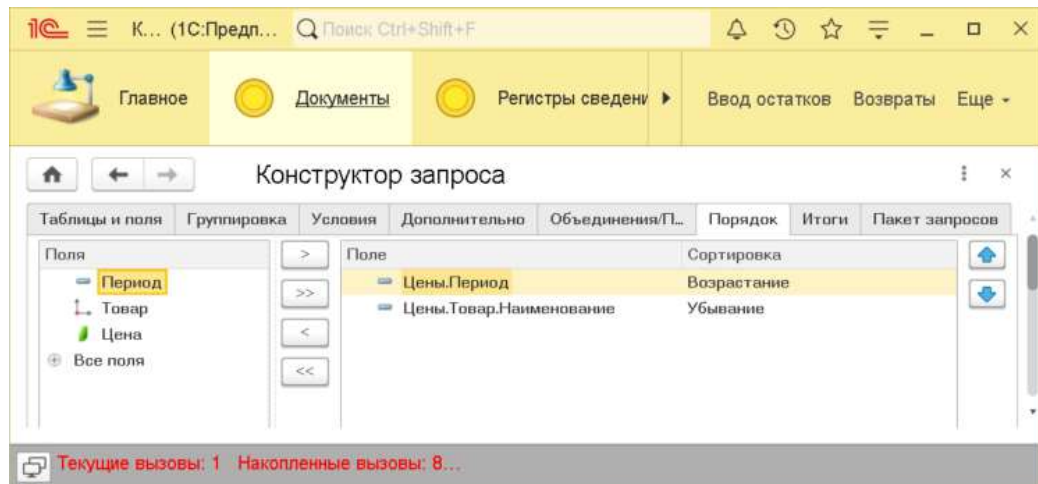 1С К... (1С:Предп... Поиск Ctrl+Shift+F
Главное Документы Регистры сведени Ввод остатков Возвраты Еще
Конструктор запроса
Таблицы и поля Группировка Условия Дополнительно Объединения/П... Порядок Итоги Пакет запросов
Поля > Поле Сортировка
Период Цены.Период Возрастание
>>
Товар Цены.Товар.Наименование Убывание
Цена <
Все поля <<
Текущие вызовы: 1 Накопленные вызовы: 8...